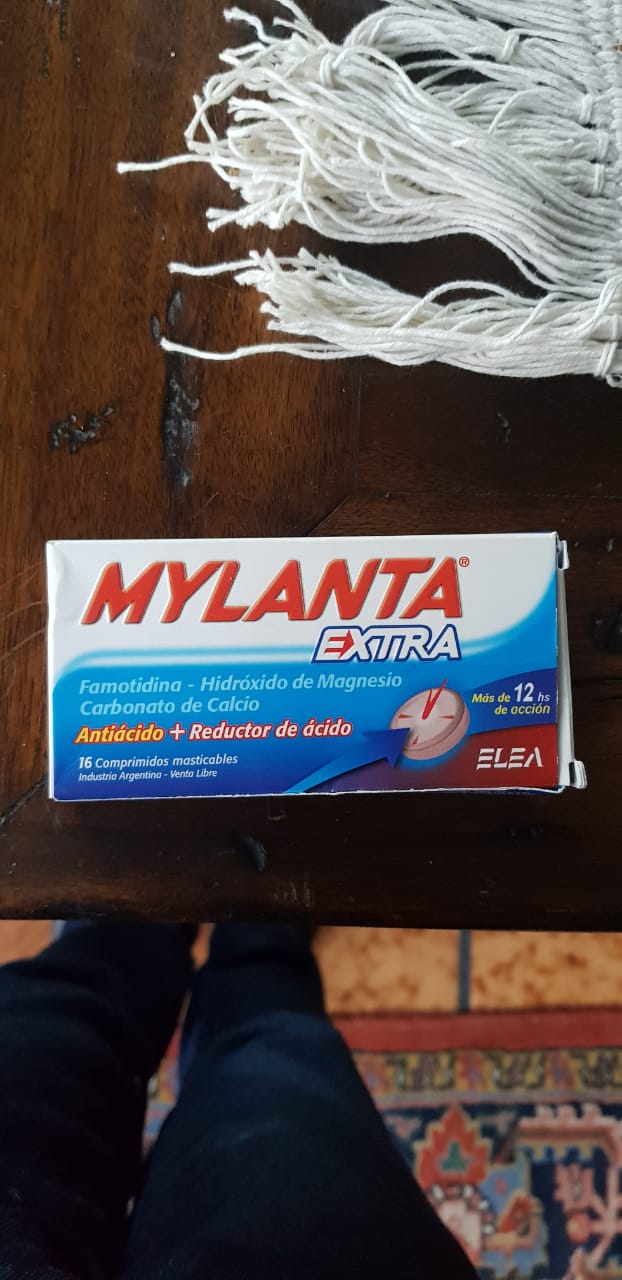 MYLANTA®
EXTRA
Famotidina - Hidróxido de Magnesio
Carbonato de Calcio
Antiácido + Reductor de ácido
16 Comprimidos masticables
Industria Argentina - Venta Libre
Más de 12 hs
de acción
ELEA